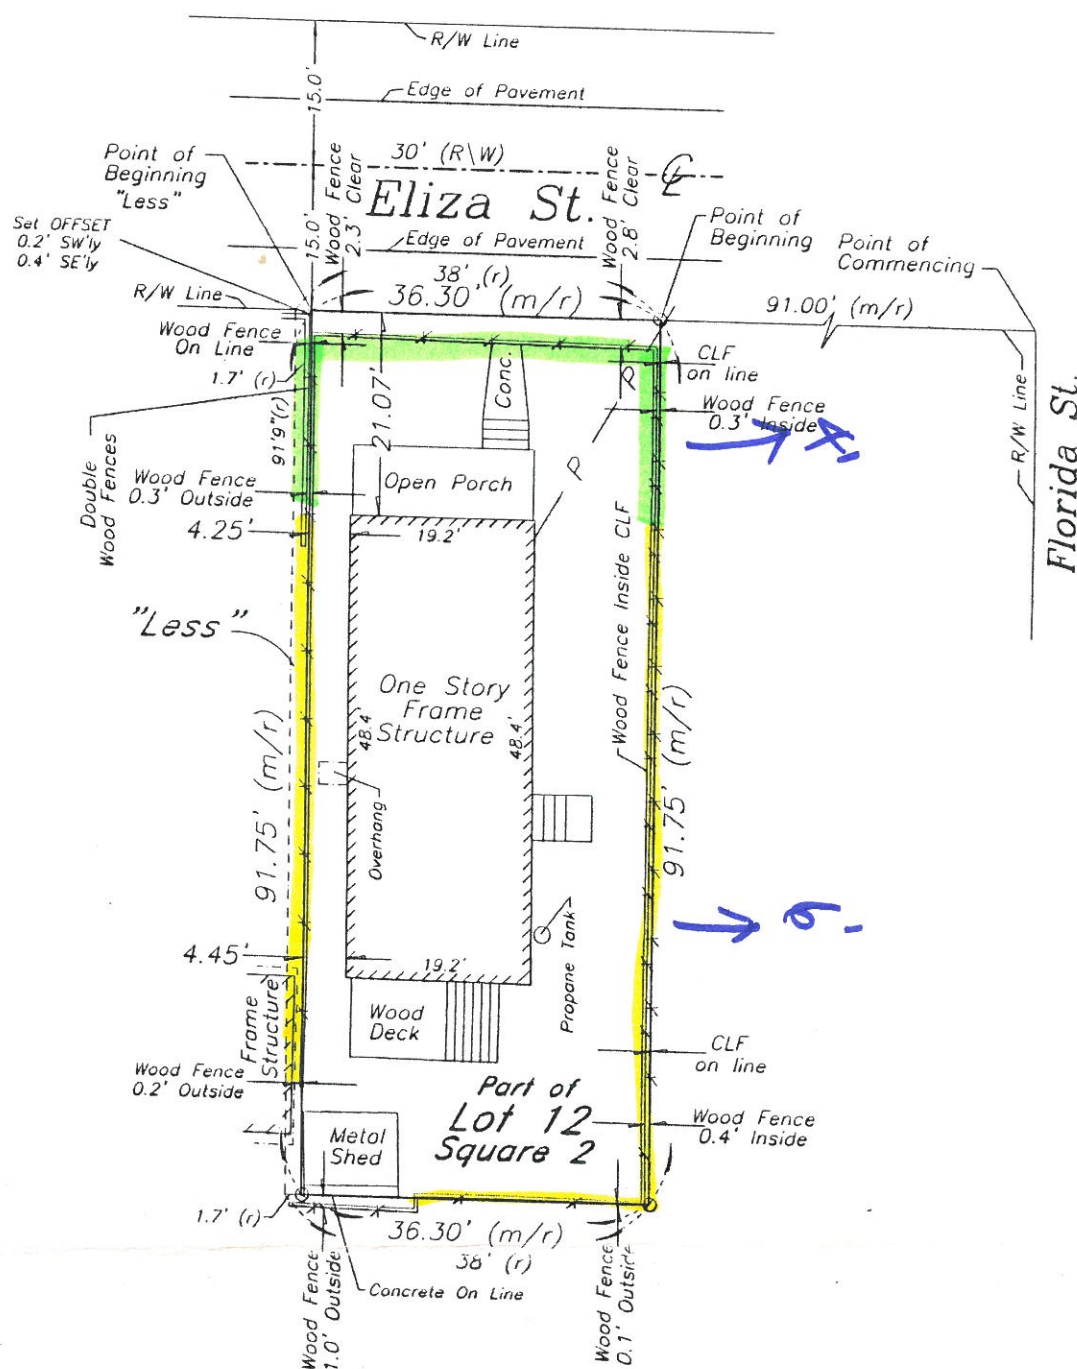 R/W Line
15.0'
Edge of Pavement
Point of
Beginning
"Less"
Wood Fence
2.3' Clear
30' (R\W)
Eliza St.
Wood Fence
2.8' Clear
Point of
Beginning
Point of
Commencing
Set OFFSET
0.2' SW'ly
0.4' SE'ly
15.0'
Edge of Pavement
R/W Line
38' (r)
36.30' (m/r)
91.00' (m/r)
Wood Fence
On Line
1.7' (r)
91'9"(r)
21.07'
Conc.
P
CLF
on line
Wood Fence
0.3' Inside
R/W Line
Florida St.
Double
Wood Fences
Wood Fence
0.3' Outside
4.25'
Open Porch
P
19.2'
"Less"
Wood Fence Inside CLF
One Story
Frame
Structure
48.4'
48.4'
91.75' (m/r)
91.75' (m/r)
Overhang
4.45'
19.2'
Propane Tank
Frame
Structure
Wood
Deck
CLF
on line
Wood Fence
0.2' Outside
Part of
Lot 12
Square 2
Wood Fence
0.4' Inside
Metal
Shed
1.7' (r)
36.30' (m/r)
38' (r)
Wood Fence
1.0' Outside
Concrete On Line
Wood Fence
0.1' Outside